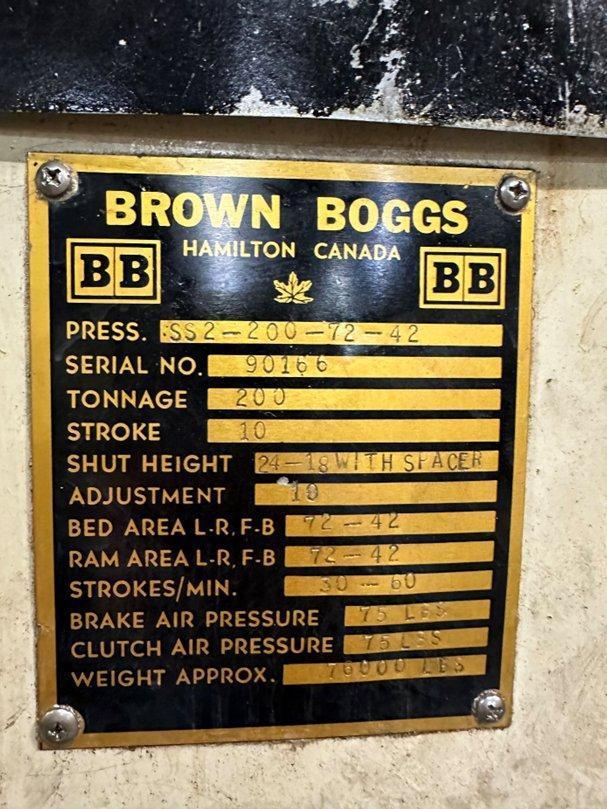 BROWN BOGGS
HAMILTON CANADA
BB BB
PRESS. SS2-200-72-42
SERIAL NO. 90166
TONNAGE 200
STROKE 10
SHUT HEIGHT 24-18 WITH SPACER
ADJUSTMENT 10
BED AREA L-R, F-B 72-42
RAM AREA L-R, F-B 72-42
STROKES/MIN. 30-60
BRAKE AIR PRESSURE 75 LBS
CLUTCH AIR PRESSURE 75 LBS
WEIGHT APPROX. 76000 LBS